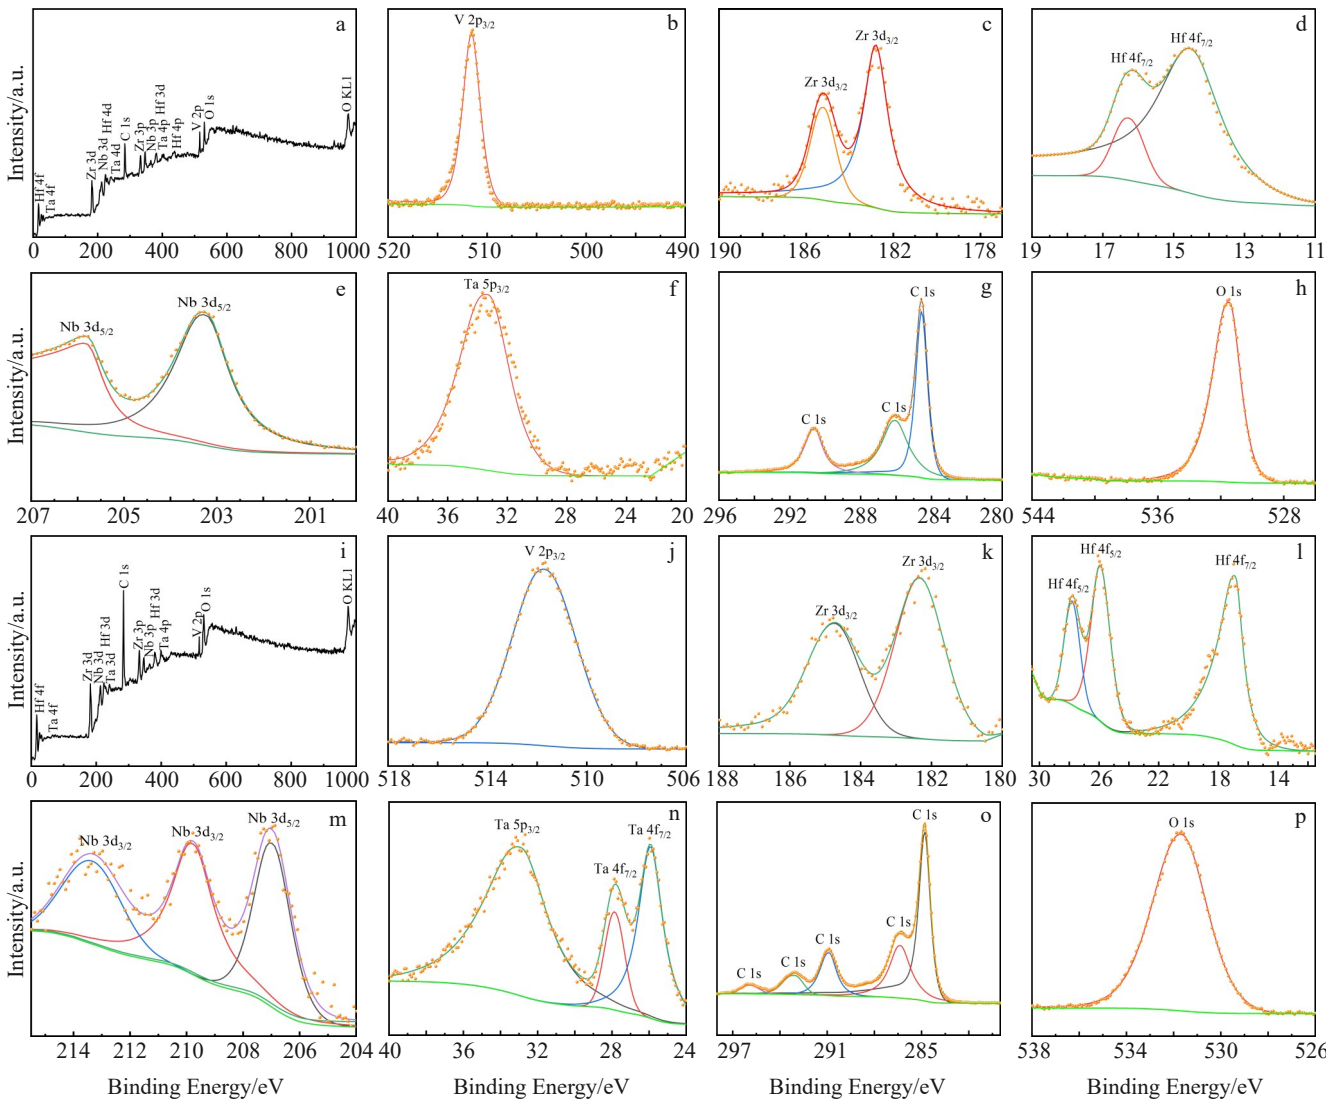 a
Intensity/a.u.
Hf 4f
Ta 4f
Zr 3d
Nb 3d
Hf 4d
Ta 4d
C 1s
Zr 3p
Nb 3p
Ta 4p
Hf 3d
Hf 4p
V 2p
O 1s
O KL1
0 200 400 600 800 1000
b
V 2p3/2
520 510 500 490
c
Zr 3d3/2
Zr 3d3/2
190 186 182 178
d
Hf 4f7/2
Hf 4f7/2
19 17 15 13 11
e
Intensity/a.u.
Nb 3d5/2
Nb 3d5/2
207 205 203 201
f
Ta 5p3/2
40 36 32 28 24 20
g
C 1s
C 1s
C 1s
296 292 288 284 280
h
O 1s
544 536 528
i
Intensity/a.u.
Hf 4f
Ta 4f
Zr 3d
Nb 3d
Ta 3d
Hf 3d
C 1s
Zr 3p
Nb 3p
Hf 3d
Ta 4p
V 2p
O 1s
O KL1
0 200 400 600 800 1000
j
V 2p3/2
518 514 510 506
k
Zr 3d3/2
Zr 3d3/2
188 186 184 182 180
l
Hf 4f5/2
Hf 4f5/2
Hf 4f7/2
30 26 22 18 14
m
Intensity/a.u.
Nb 3d3/2
Nb 3d3/2
Nb 3d5/2
214 212 210 207 206 204
Binding Energy/eV
n
Ta 5p3/2
Ta 4f7/2
Ta 4f7/2
40 36 32 28 24
Binding Energy/eV
o
C 1s
C 1s
C 1s
C 1s
C 1s
297 291 285
Binding Energy/eV
p
O 1s
538 534 530 526
Binding Energy/eV